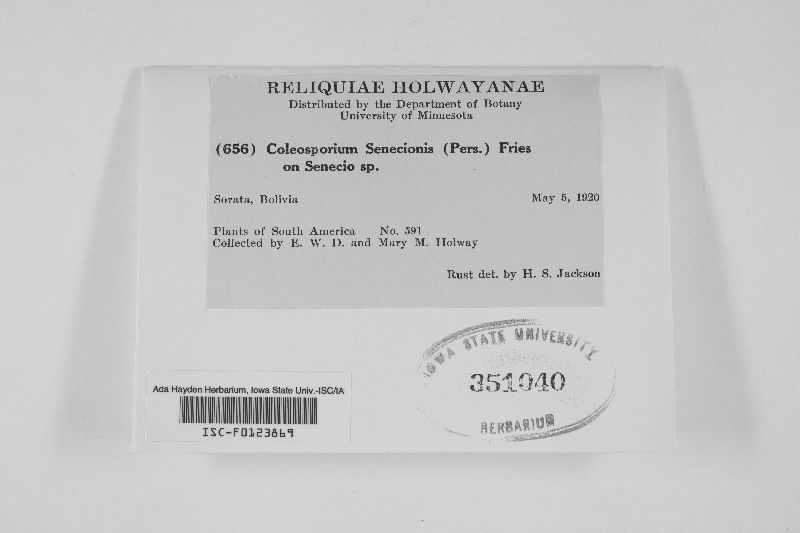 RELIQUIAE HOLWAYANAE
Distributed by the Department of Botany
University of Minnesota
(656) Coleosporium Senecionis (Pers.) Fries
on Senecio sp.
Sorata, Bolivia May 5, 1920
Plants of South America No. 591
Collected by E. W. D. and Mary M. Holway
Rust det. by H. S. Jackson
IOWA STATE UNIVERSITY
351940
HERBARIUM
Ada Hayden Herbarium, Iowa State Univ.-ISC/IA
ISC-F0123869